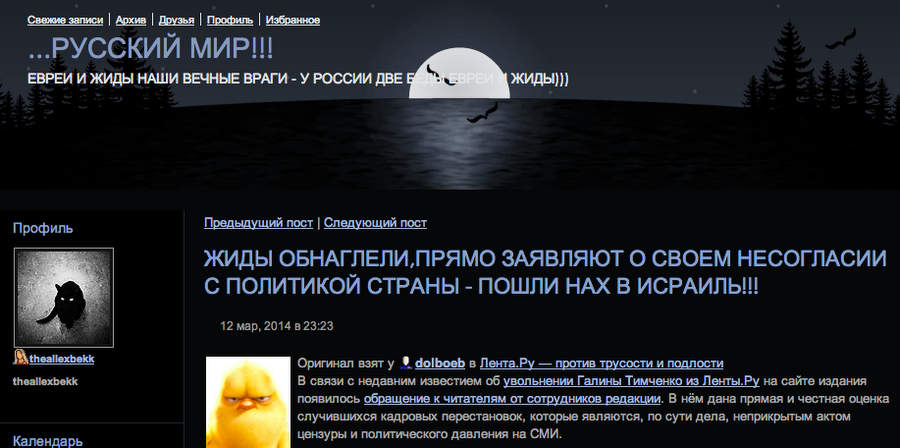 Свежие записи | Архив | Друзья | Профиль | Избранное
...РУССКИЙ МИР!!!
ЕВРЕИ И ЖИДЫ НАШИ ВЕЧНЫЕ ВРАГИ - У РОССИИ ДВЕ БЕДЫ ЕВРЕИ И ЖИДЫ)))
Предыдущий пост | Следующий пост
Профиль
theallexbekk
theallexbekk
Календарь
ЖИДЫ ОБНАГЛЕЛИ,ПРЯМО ЗАЯВЛЯЮТ О СВОЕМ НЕСОГЛАСИИ
С ПОЛИТИКОЙ СТРАНЫ - ПОШЛИ НАХ В ИСРАИЛЬ!!!
12 мар, 2014 в 23:23
Оригинал взят у dolboeb в Лента.Ру — против трусости и подлости
В связи с недавним известием об увольнении Галины Тимченко из Ленты.Ру на сайте издания
появилось обращение к читателям от сотрудников редакции. В нём дана прямая и честная оценка
случившихся кадровых перестановок, которые являются, по сути дела, неприкрытым актом
цензуры и политического давления на СМИ.